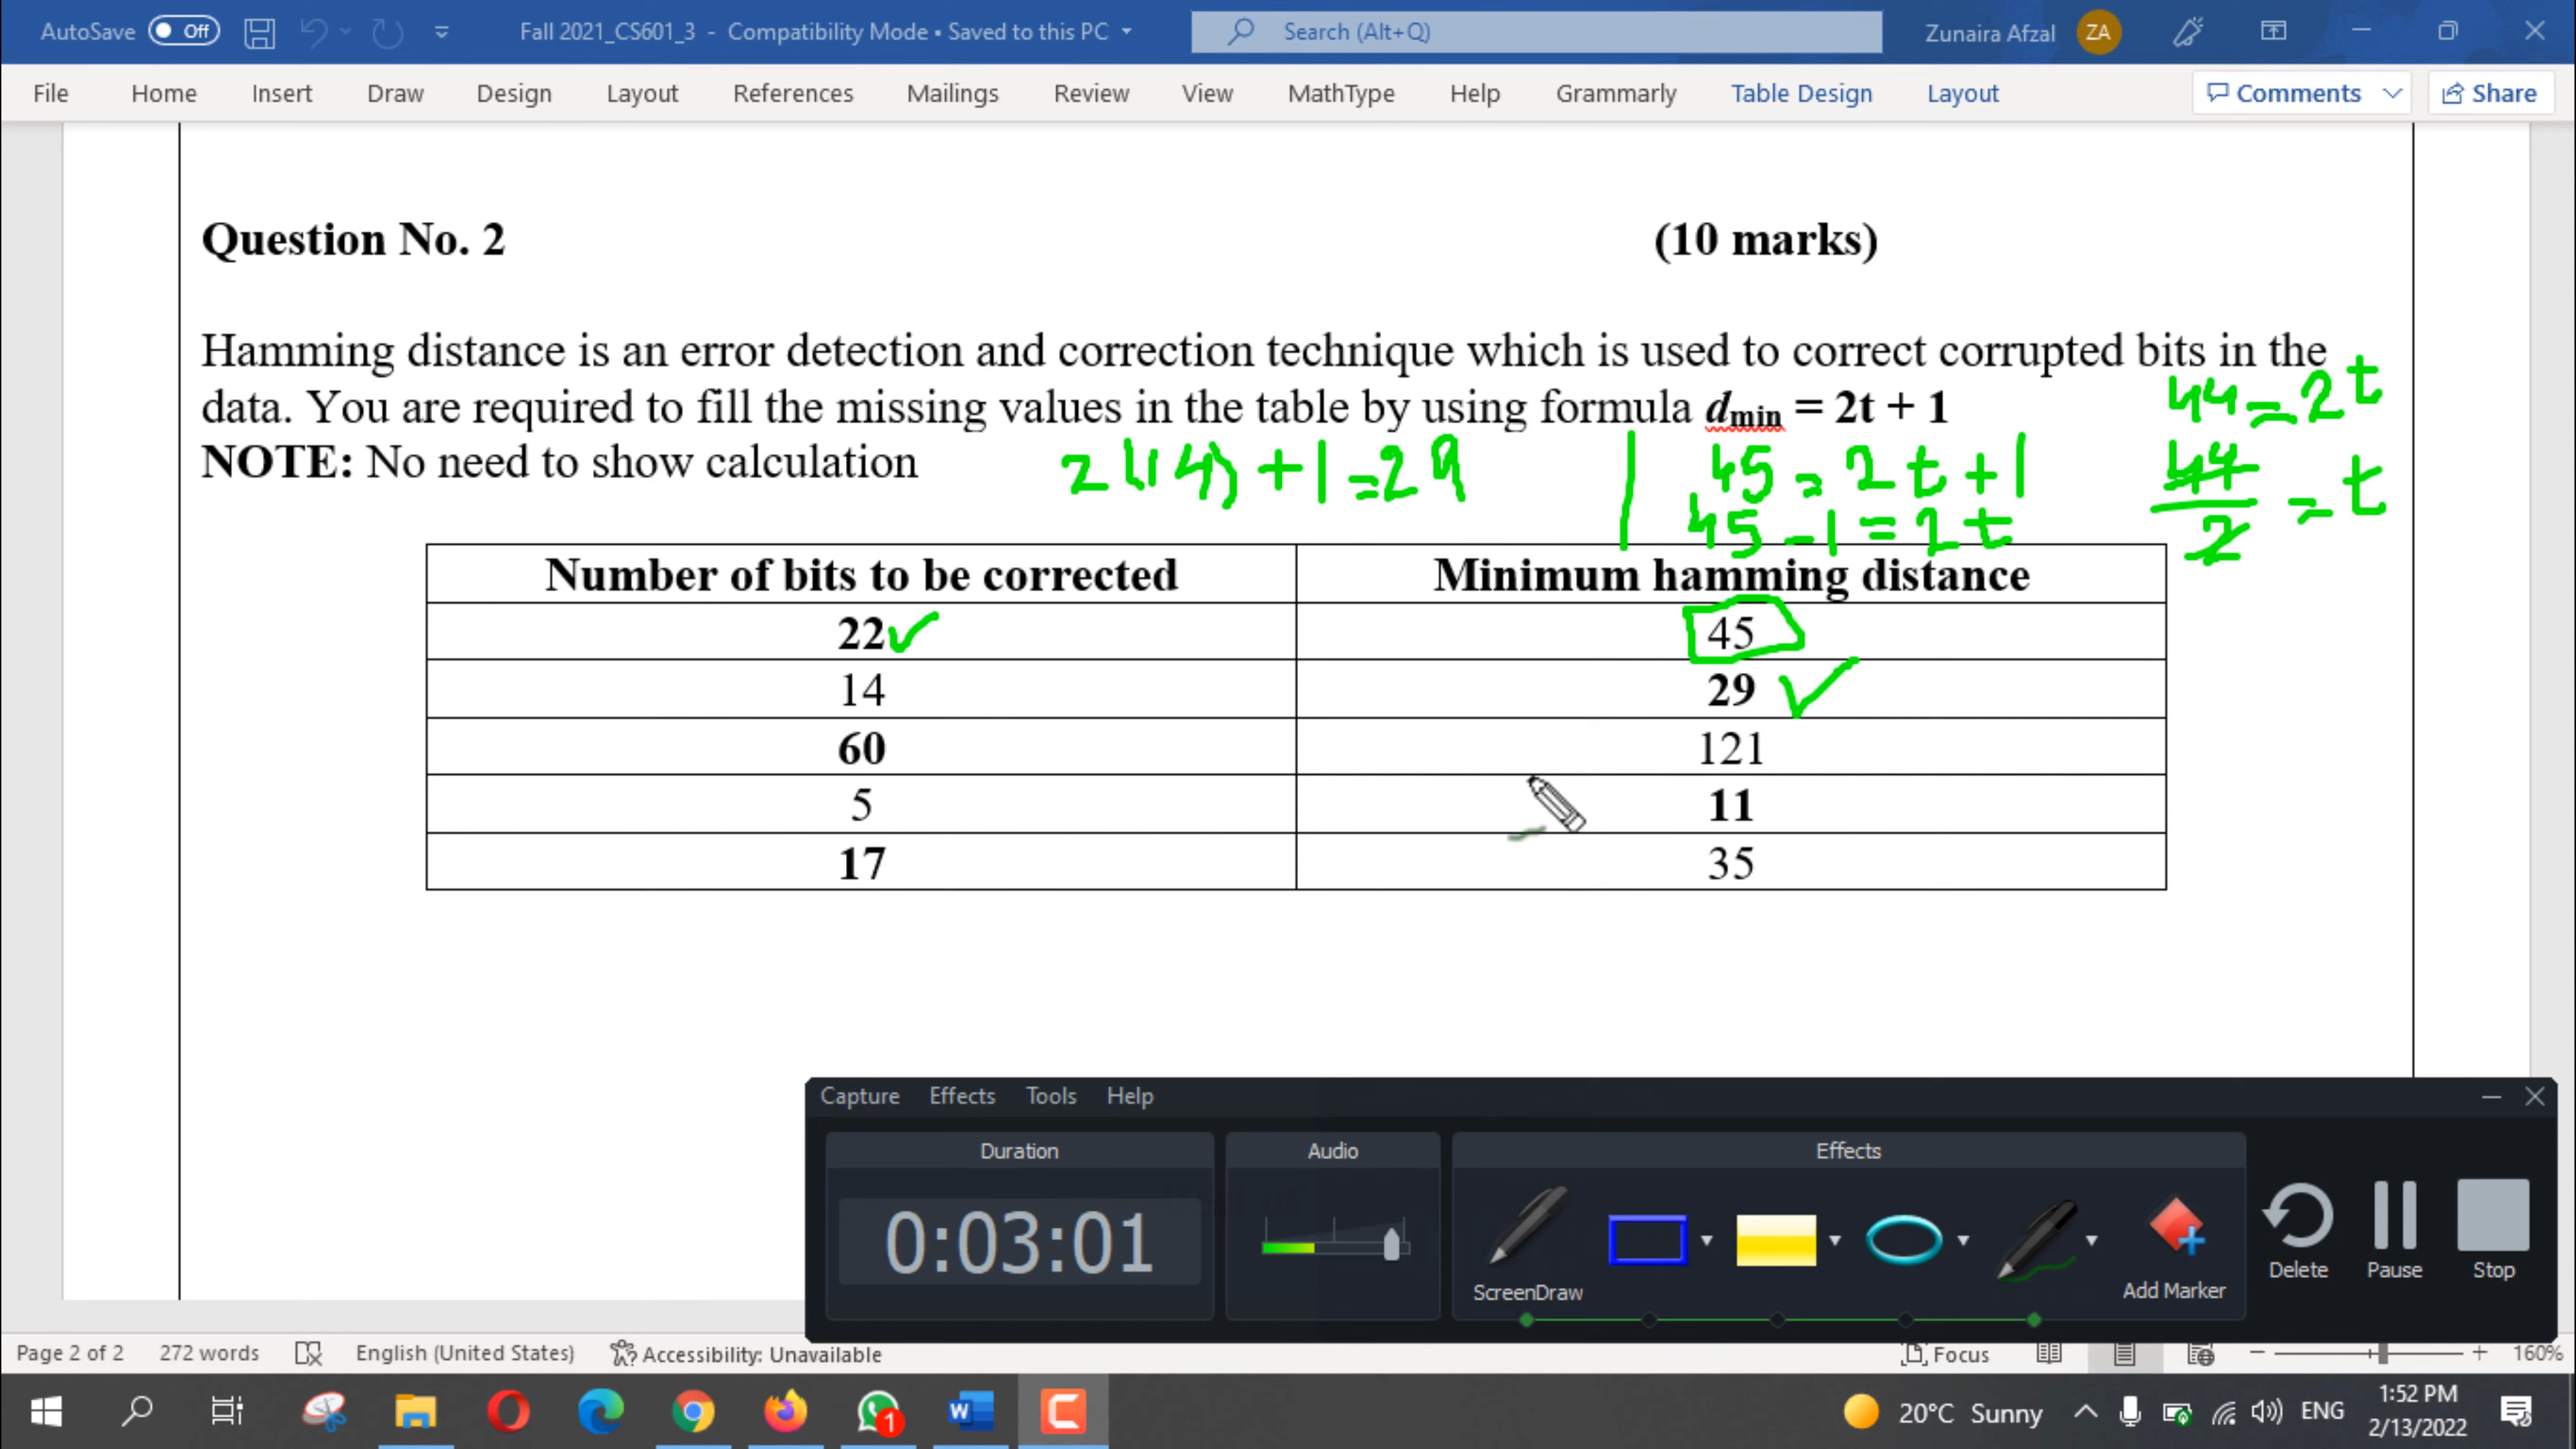 AutoSave Off Fall 2021_CS601_3 - Compatibility Mode • Saved to this PC Search (Alt+Q) Zunaira Afzal ZA
File Home Insert Draw Design Layout References Mailings Review View MathType Help Grammarly Table Design Layout Comments Share
Question No. 2 (10 marks)
Hamming distance is an error detection and correction technique which is used to correct corrupted bits in the
data. You are required to fill the missing values in the table by using formula dmin = 2t + 1
44=2t
NOTE: No need to show calculation
2(14)+1=29
45=2t+1
45-1=2t
44/2=t
Number of bits to be corrected Minimum hamming distance
22 45
14 29
60 121
5 11
17 35
Capture Effects Tools Help
Duration Audio Effects
0:03:01
ScreenDraw Add Marker Delete Pause Stop
Page 2 of 2 272 words English (United States) Accessibility: Unavailable Focus 160%
W 1 20°C Sunny ENG 1:52 PM
2/13/2022